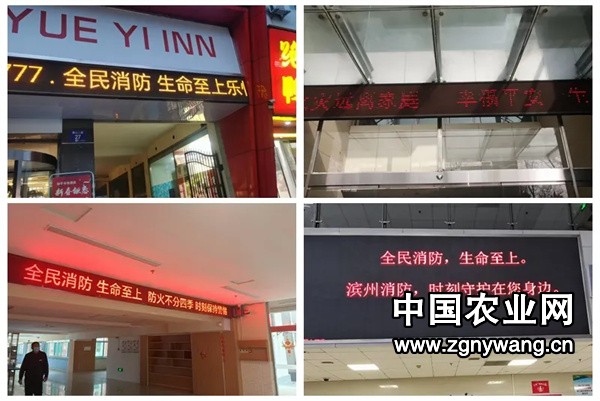 YUE YI INN
777. 全民消防 生命至上乐
火远离家庭 幸福平安
全民消防 生命至上 防火不分四季 时刻保持警惕
全民消防，生命至上。
滨州消防，时刻守护在您身边。
中国农业网
www.zgnywang.cn